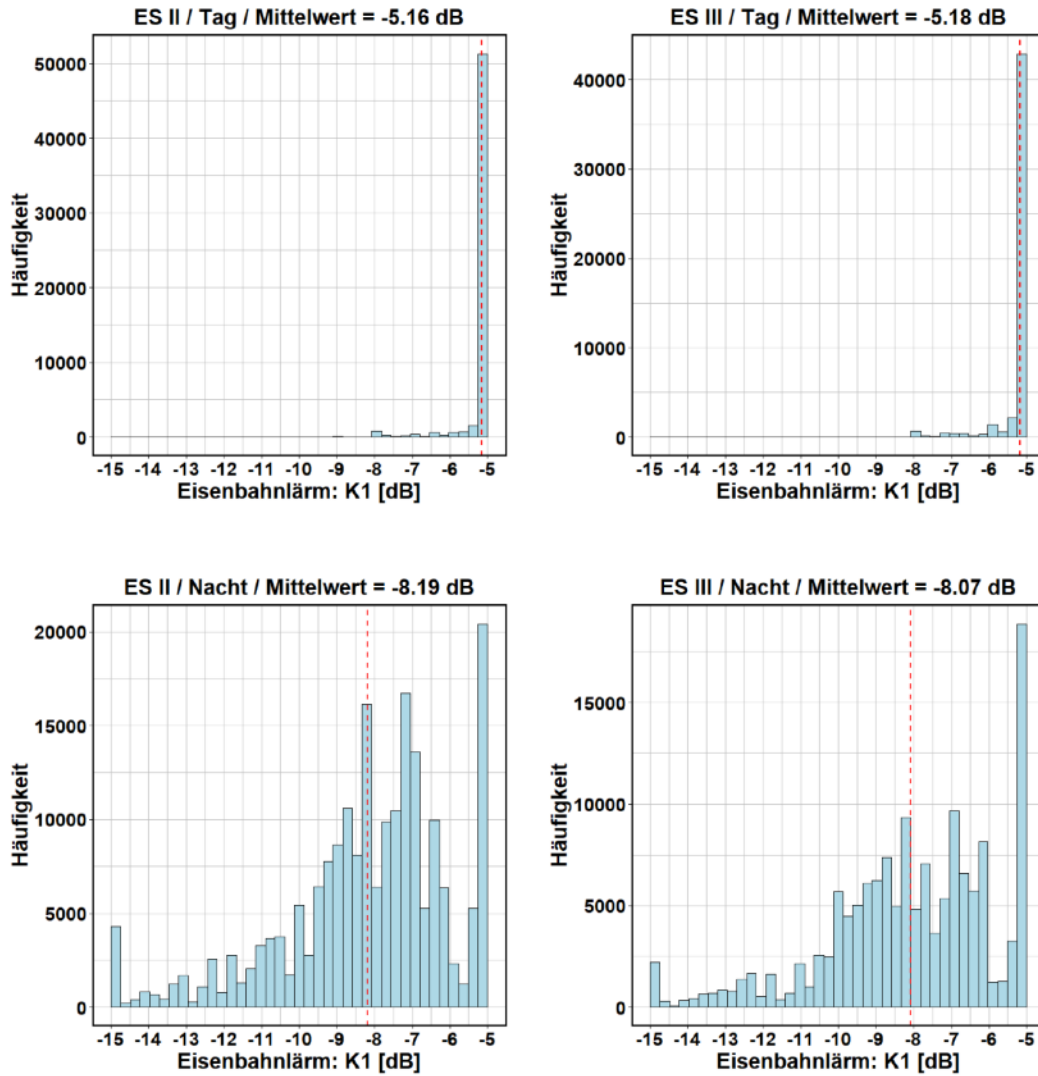 ES II / Tag / Mittelwert = -5.16 dB
50000
40000
30000
20000
10000
0
Häufigkeit
-15 -14 -13 -12 -11 -10 -9 -8 -7 -6 -5
Eisenbahnlärm: K1 [dB]
ES III / Tag / Mittelwert = -5.18 dB
40000
30000
20000
10000
0
Häufigkeit
-15 -14 -13 -12 -11 -10 -9 -8 -7 -6 -5
Eisenbahnlärm: K1 [dB]
ES II / Nacht / Mittelwert = -8.19 dB
20000
15000
10000
5000
0
Häufigkeit
-15 -14 -13 -12 -11 -10 -9 -8 -7 -6 -5
Eisenbahnlärm: K1 [dB]
ES III / Nacht / Mittelwert = -8.07 dB
15000
10000
5000
0
Häufigkeit
-15 -14 -13 -12 -11 -10 -9 -8 -7 -6 -5
Eisenbahnlärm: K1 [dB]